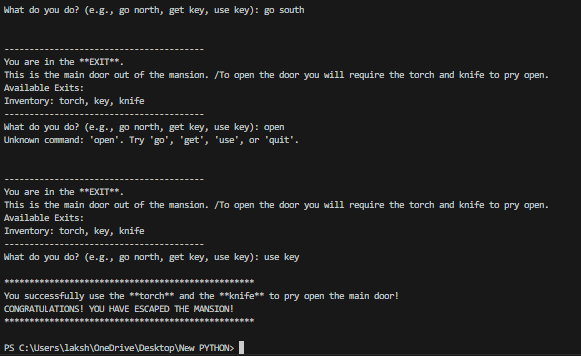 What do you do? (e.g., go north, get key, use key): go south
----------------------------------------
You are in the **EXIT**.
This is the main door out of the mansion. /To open the door you will require the torch and knife to pry open.
Available Exits:
Inventory: torch, key, knife
----------------------------------------
What do you do? (e.g., go north, get key, use key): open
Unknown command: 'open'. Try 'go', 'get', 'use', or 'quit'.
----------------------------------------
You are in the **EXIT**.
This is the main door out of the mansion. /To open the door you will require the torch and knife to pry open.
Available Exits:
Inventory: torch, key, knife
----------------------------------------
What do you do? (e.g., go north, get key, use key): use key
**************************************************
You successfully use the **torch** and the **knife** to pry open the main door!
CONGRATULATIONS! YOU HAVE ESCAPED THE MANSION!
**************************************************
PS C:\Users\laksh\OneDrive\Desktop\New PYTHON>